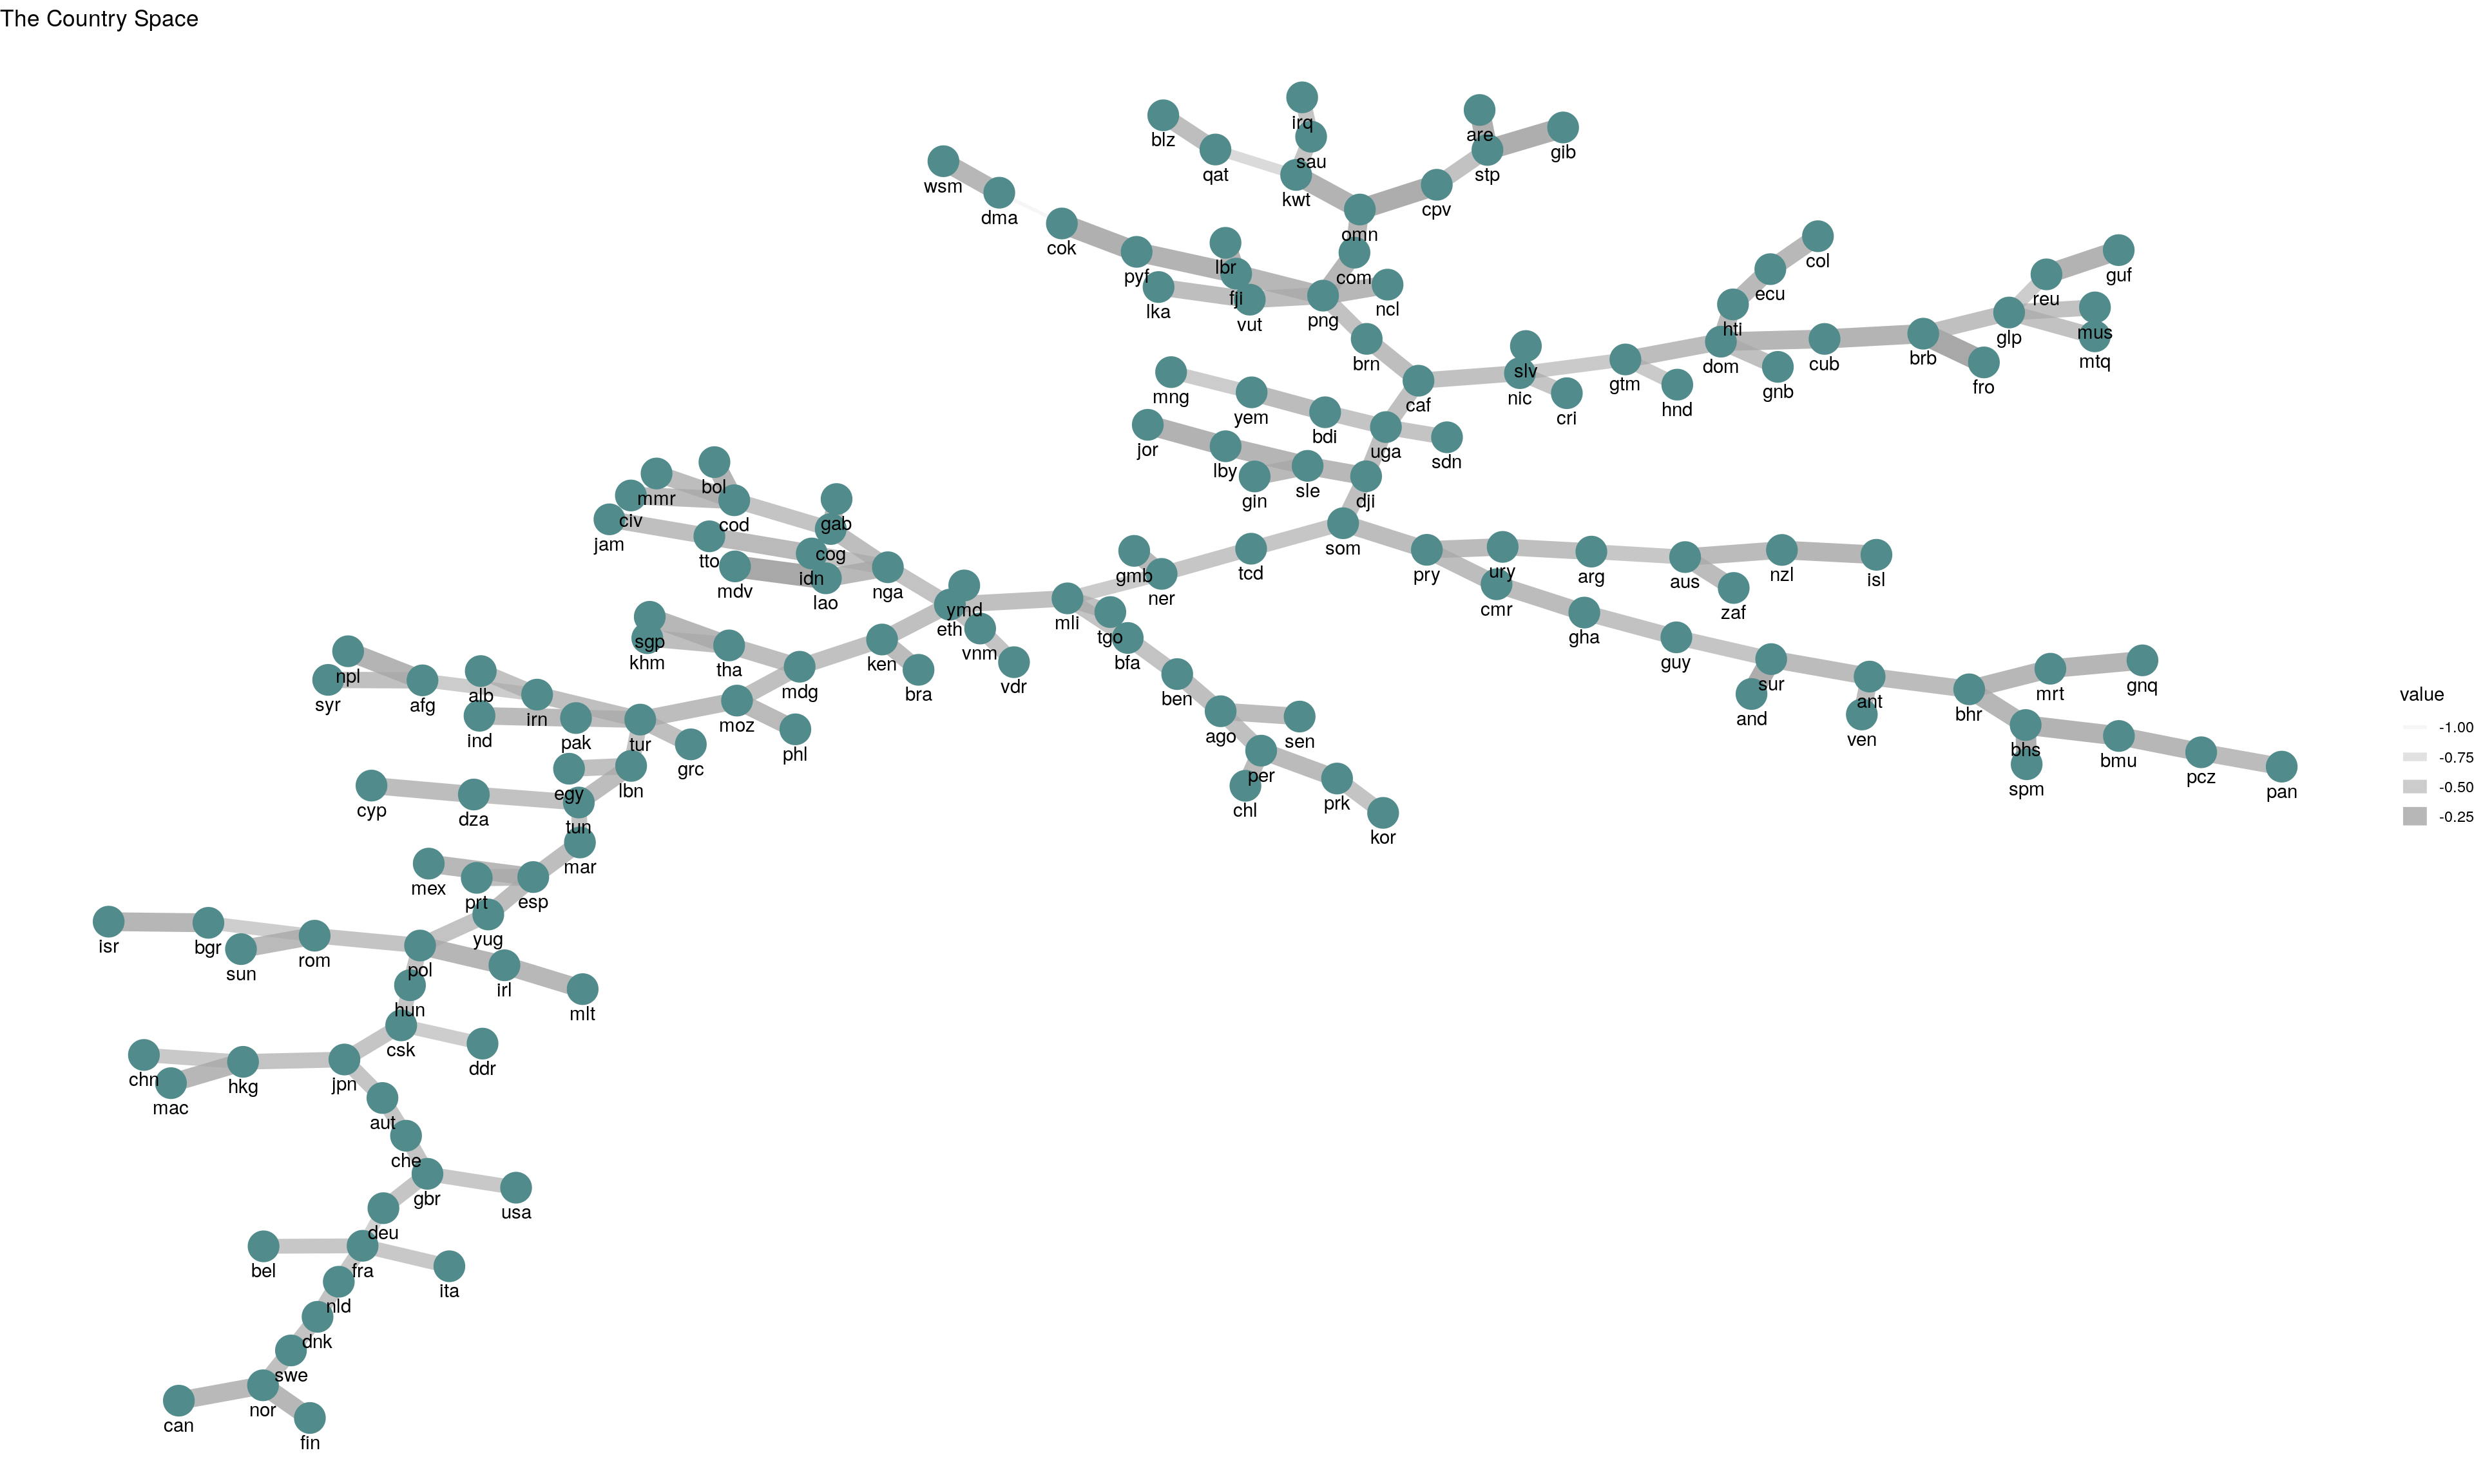 The Country Space
irq
are
blz
gib
sau
qat
stp
wsm
kwt
cpv
dma
omn
cok
col
lbr
com
pyf
ecu
guf
fji
reu
lka
ncl
vut
png
hti
mus
glp
brn
dom
cub
brb
mtq
slv
gtm
fro
gnb
nic
mng
caf
hnd
cri
yem
bdi
jor
uga
sdn
lby
bol
sle
gin
mmr
dji
civ
gab
cod
jam
cog
som
tto
ury
pry
arg
gmb
idn
isl
nzl
aus
mdv
nga
lao
tcd
ner
ymd
cmr
zaf
eth
mli
gha
tgo
sgp
vnm
khm
bfa
guy
ken
tha
npl
sur
vdr
gnq
mdg
alb
bra
mrt
value
ben
ant
syr
afg
bhr
and
irn
moz
-1.00
ago
ven
sen
ind
pak
tur
bhs
phl
-0.75
bmu
grc
per
pcz
-0.50
lbn
egy
spm
pan
prk
cyp
chl
-0.25
dza
tun
kor
mar
mex
prt
esp
yug
isr
bgr
rom
pol
sun
irl
hun
mlt
csk
ddr
chn
jpn
hkg
mac
aut
che
gbr
usa
deu
bel
fra
ita
nld
dnk
swe
nor
can
fin